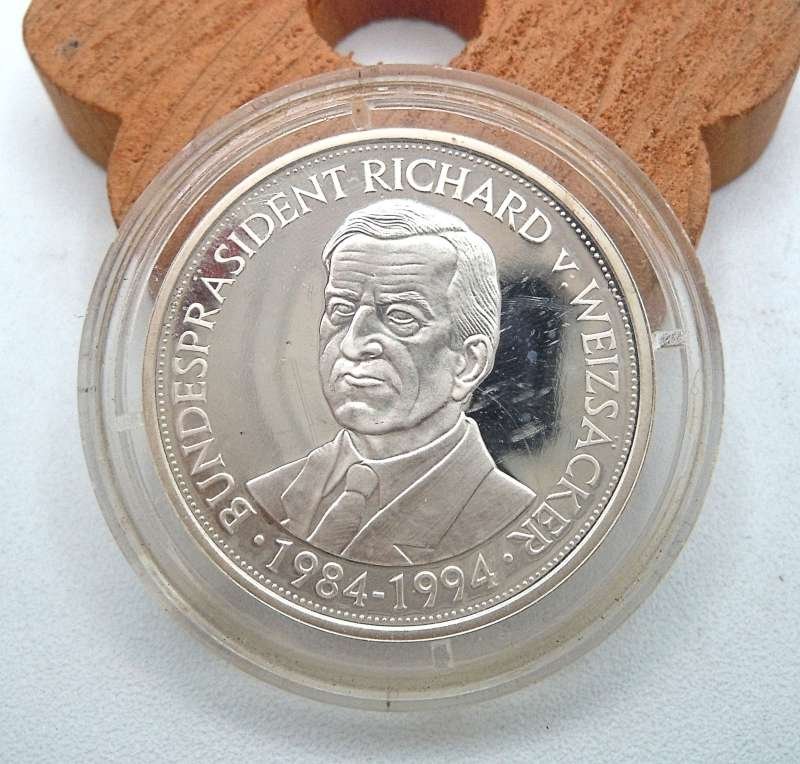 BUNDESPRÄSIDENT RICHARD v. WEIZSÄCKER
· 1984-1994 ·